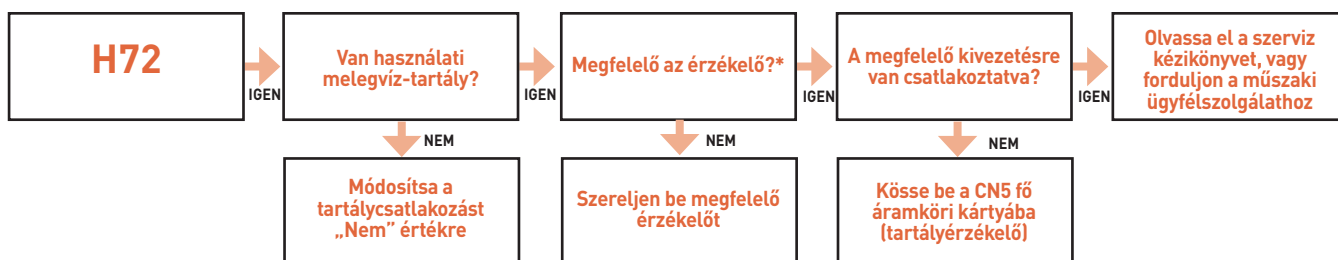 H72
IGEN
Van használati
melegvíz-tartály?
IGEN
Megfelelő az érzékelő?*
IGEN
A megfelelő kivezetésre
van csatlakoztatva?
IGEN
Olvassa el a szerviz
kézikönyvet, vagy
forduljon a műszaki
ügyfélszolgálathoz
NEM
NEM
NEM
Módosítsa a
tartálycsatlakozást
„Nem” értékre
Szereljen be megfelelő
érzékelőt
Kösse be a CN5 fő
áramköri kártyába
(tartályérzékelő)